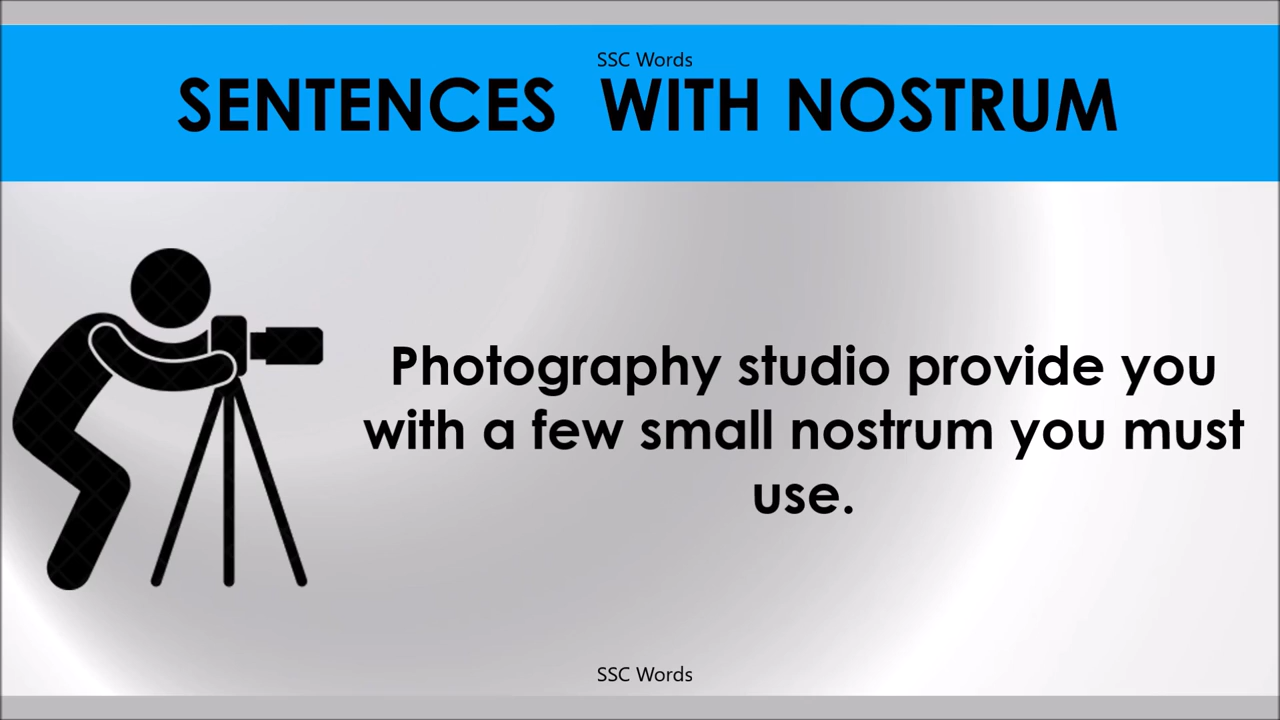 SSC Words
SENTENCES WITH NOSTRUM
Photography studio provide you
with a few small nostrum you must
use.
SSC Words